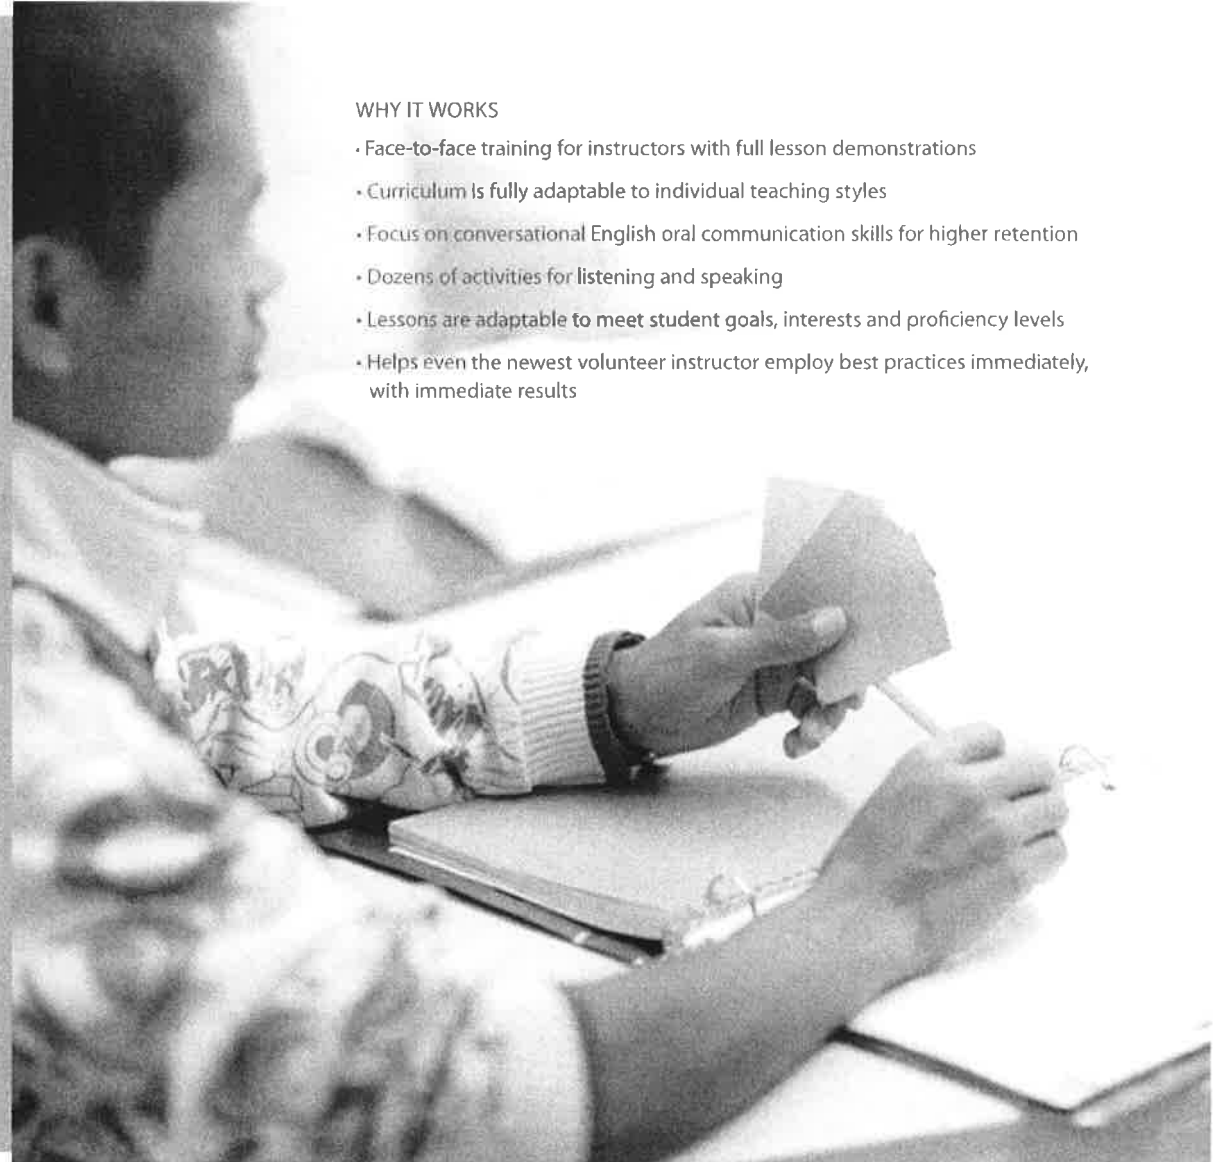 WHY IT WORKS
• Face-to-face training for instructors with full lesson demonstrations
• Curriculum is fully adaptable to individual teaching styles
• Focus on conversational English oral communication skills for higher retention
• Dozens of activities for listening and speaking
• Lessons are adaptable to meet student goals, interests and proficiency levels
• Helps even the newest volunteer instructor employ best practices immediately,
with immediate results